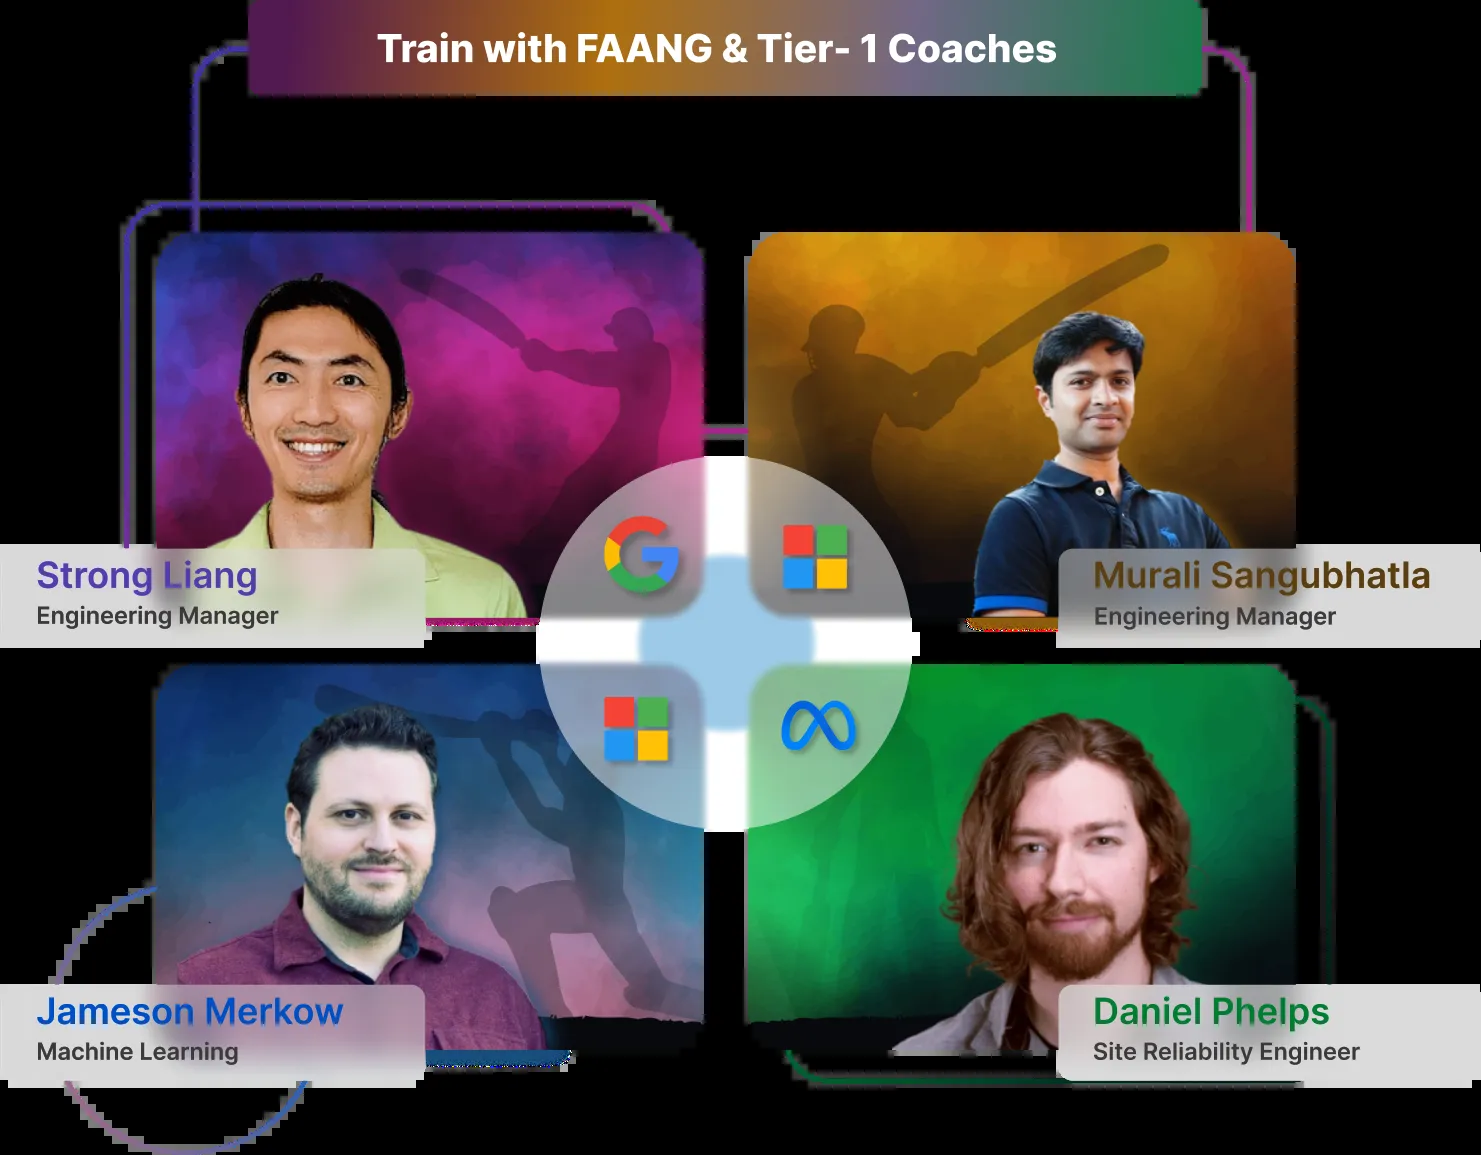 Train with FAANG & Tier- 1 Coaches
Strong Liang
Engineering Manager
Murali Sangubhatla
Engineering Manager
Jameson Merkow
Machine Learning
Daniel Phelps
Site Reliability Engineer